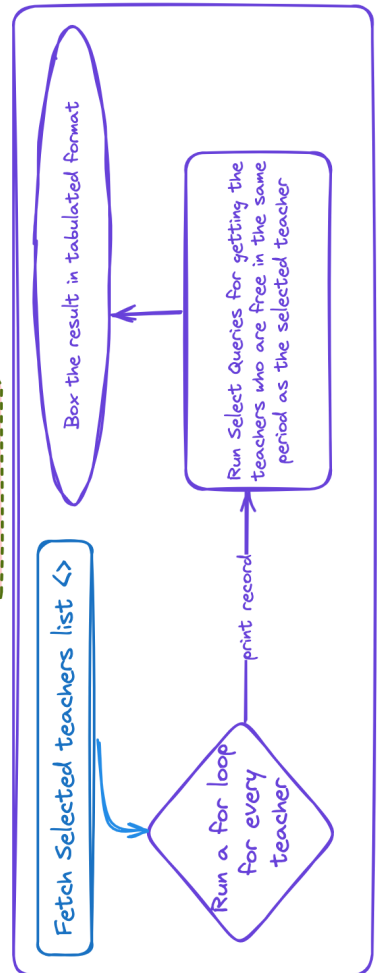 Fetch Selected teachers list <>
Run a for loop
for every
teacher
print record
Run Select Queries for getting the
teachers who are free in the same
period as the selected teacher
Box the result in tabulated format